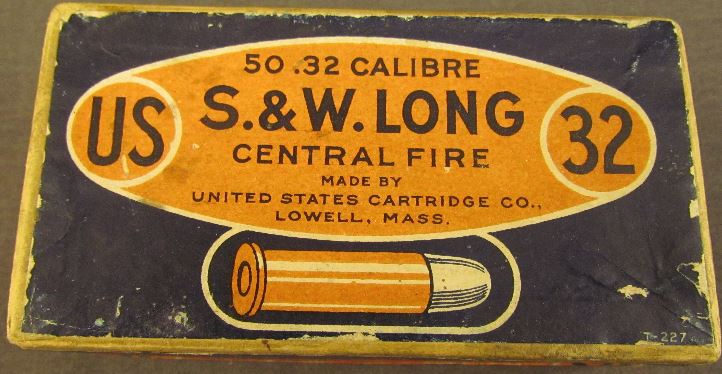 50 .32 CALIBRE
US S.&W. LONG 32
CENTRAL FIRE
MADE BY
UNITED STATES CARTRIDGE CO.,
LOWELL, MASS.
T-227